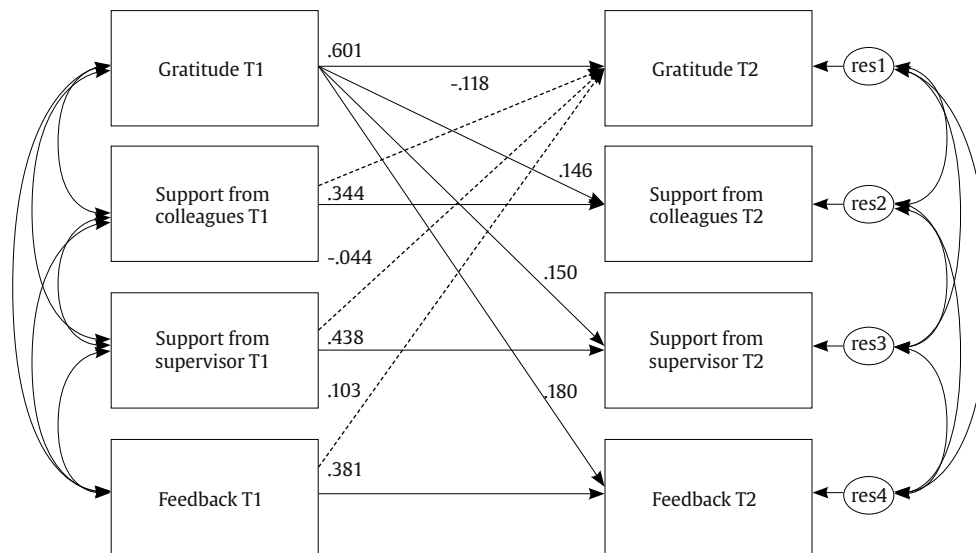 Gratitude T1
.601
Gratitude T2
res1
-.118
Support from
colleagues T1
.344
.146
Support from
colleagues T2
res2
-.044
.150
Support from
supervisor T1
.438
Support from
supervisor T2
res3
.103
.180
Feedback T1
.381
Feedback T2
res4